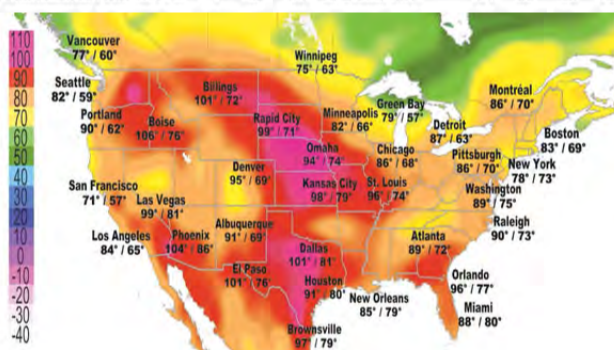 110
100
90
80
70
60
50
40
30
20
10
0
-10
-20
-30
-40
Vancouver
77° / 60°
Seattle
82° / 59°
Portland
90° / 62°
Boise
106° / 76°
Billings
101° / 72°
Rapid City
99° / 71°
Winnipeg
75° / 63°
Minneapolis
82° / 66°
Green Bay
79° / 57°
Montréal
86° / 70°
Detroit
87° / 63°
Boston
83° / 69°
Omaha
94° / 74°
Chicago
86° / 68°
Pittsburgh
86° / 70°
New York
78° / 73°
Denver
95° / 69°
Kansas City
98° / 79°
St. Louis
96° / 74°
Washington
89° / 75°
San Francisco
71° / 57°
Las Vegas
99° / 81°
Albuquerque
91° / 69°
Raleigh
90° / 73°
Los Angeles
84° / 65°
Phoenix
104° / 86°
Dallas
101° / 81°
Atlanta
89° / 72°
El Paso
101° / 76°
Houston
91° / 80°
New Orleans
85° / 79°
Orlando
96° / 77°
Miami
88° / 80°
Brownsville
97° / 79°